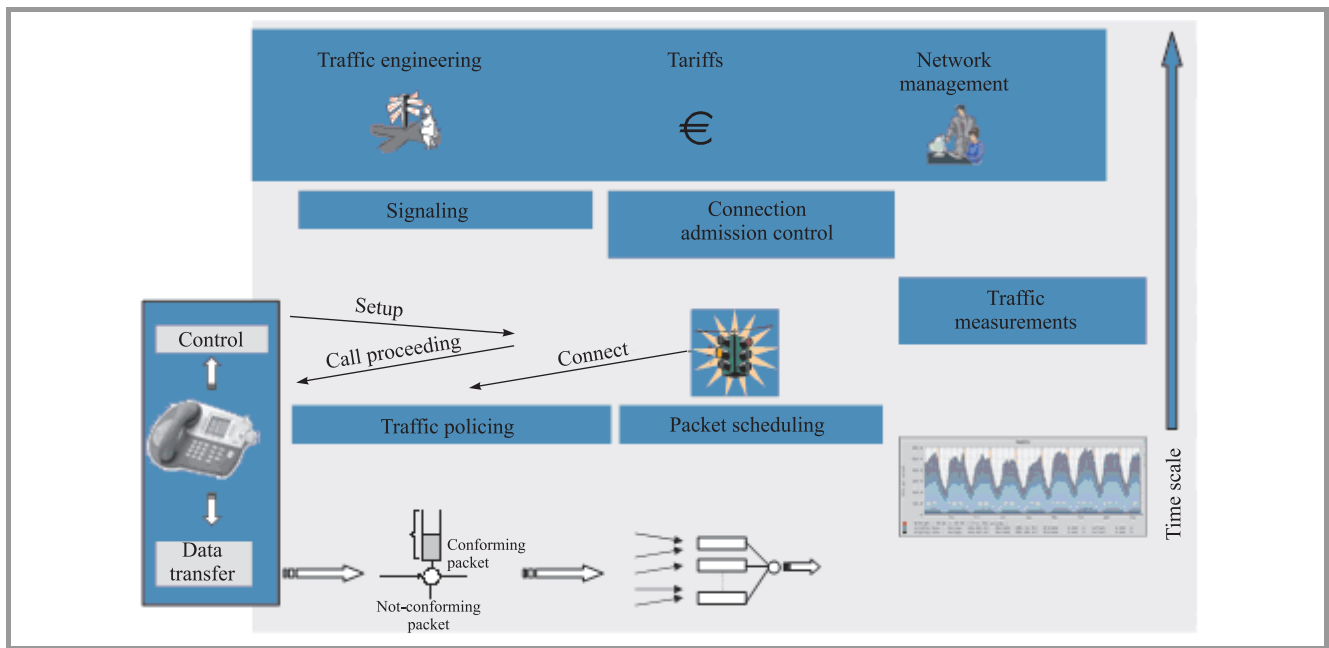 Traffic engineering
Tariffs
Network
management
€
Signaling
Connection
admission control
Traffic
measurements
Setup
Control
Call proceeding
Connect
Traffic policing
Packet scheduling
Time scale
Data
transfer
Conforming
packet
Not-conforming
packet